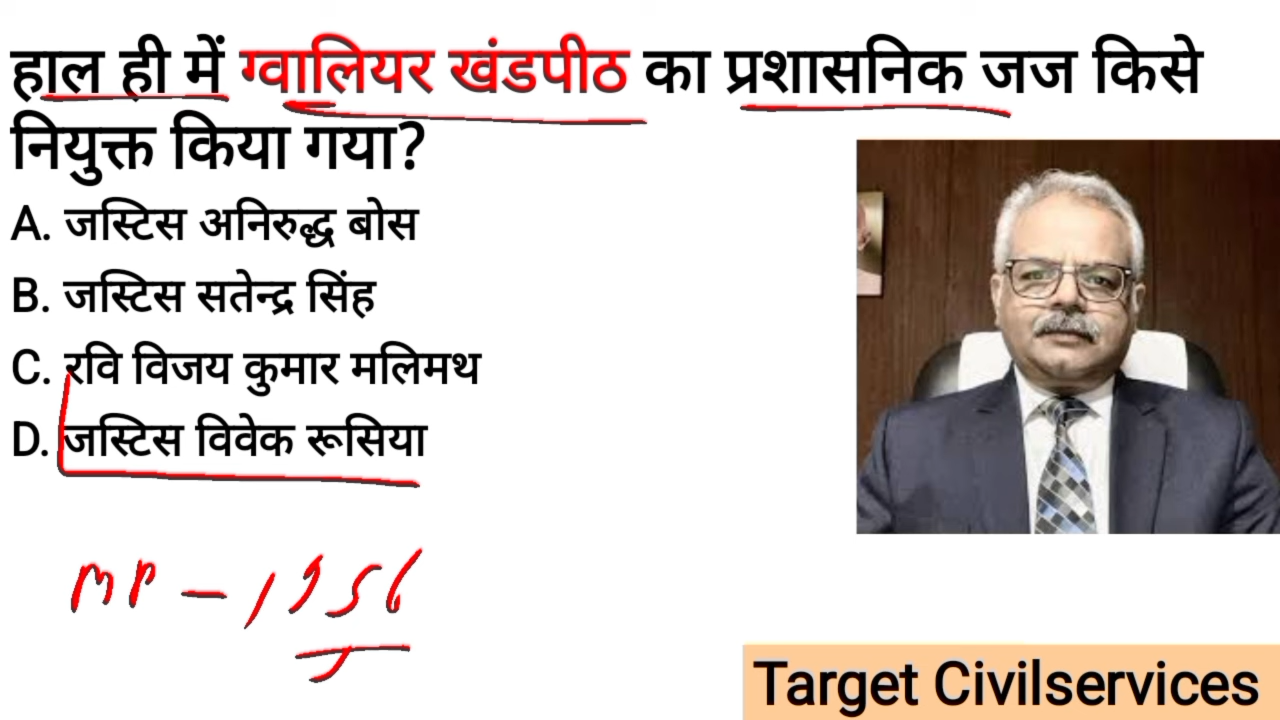 हाल ही में ग्वालियर खंडपीठ का प्रशासनिक जज किसे
नियुक्त किया गया?
A. जस्टिस अनिरुद्ध बोस
B. जस्टिस सतेन्द्र सिंह
C. रवि विजय कुमार मलिमथ
D. जस्टिस विवेक रूसिया
MP - 1956
Target Civilservices